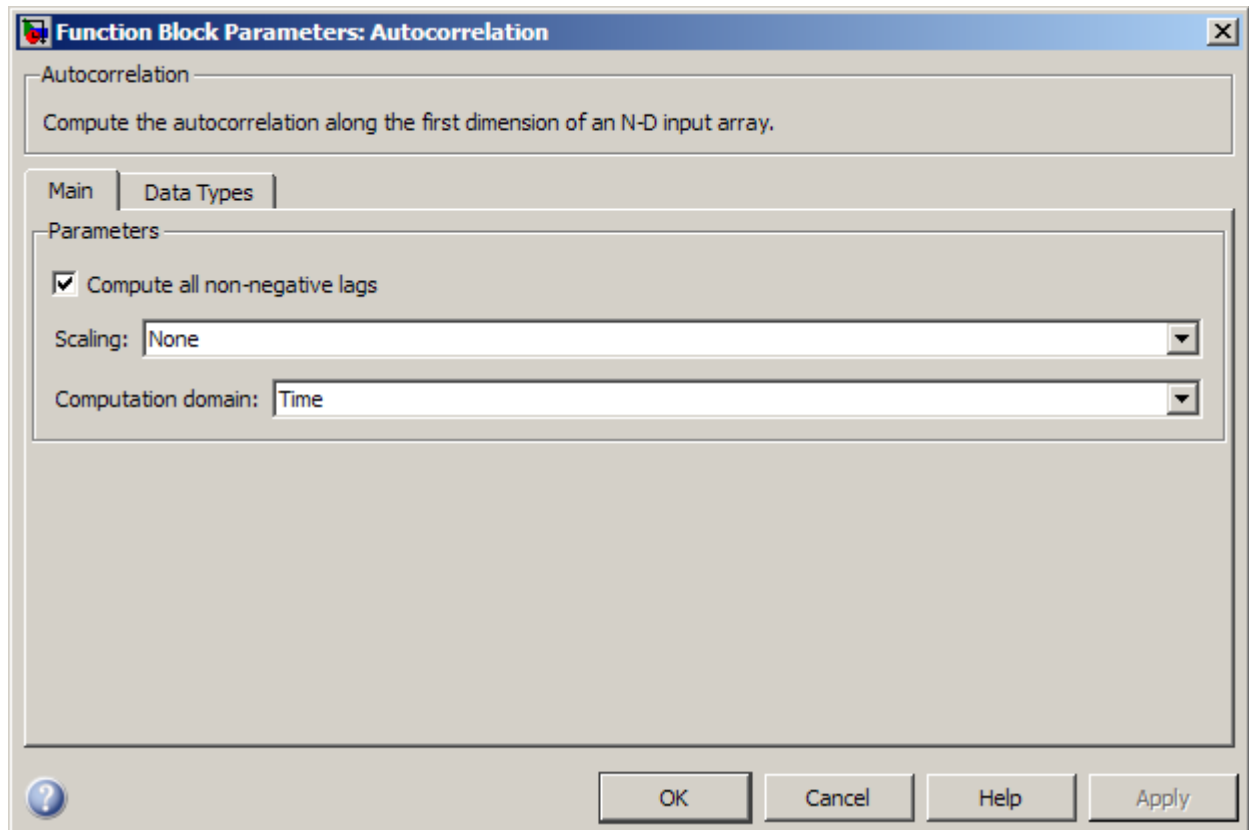 Function Block Parameters: Autocorrelation
Autocorrelation
Compute the autocorrelation along the first dimension of an N-D input array.
Main Data Types
Parameters
Compute all non-negative lags
Scaling: None
Computation domain: Time
? OK Cancel Help Apply